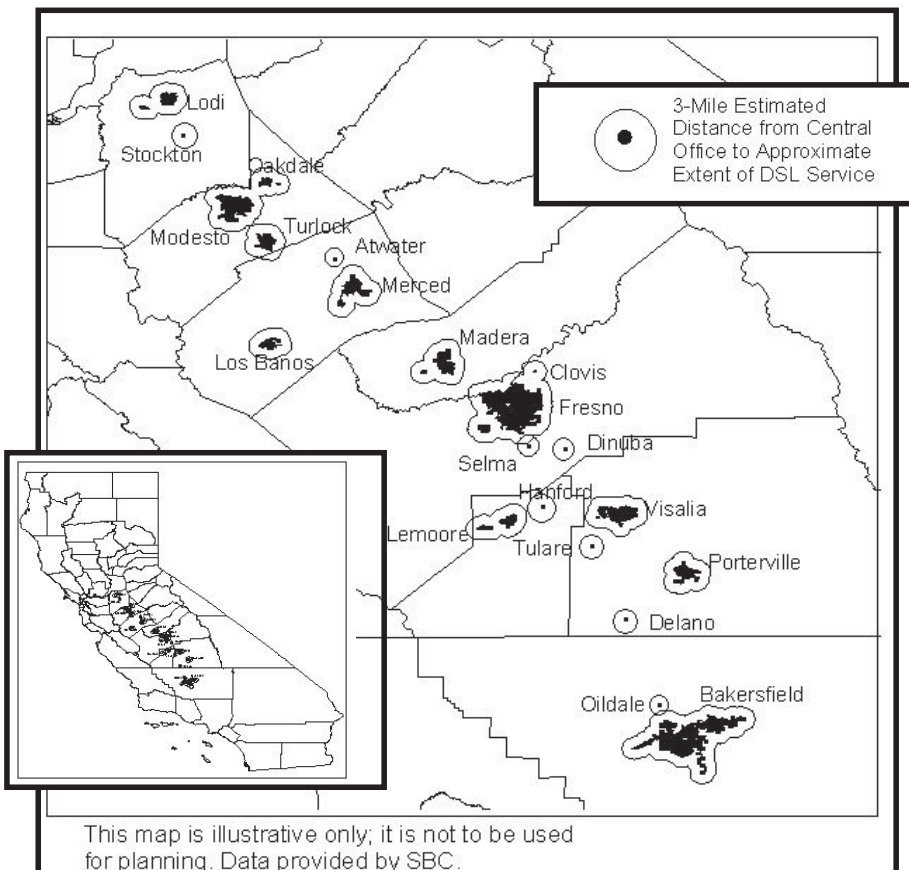 Lodi
Stockton
Oakdale
Modesto
Turlock
Atwater
Merced
Los Banos
Madera
Clovis
Fresno
Selma
Dinuba
Hanford
Lemoore
Visalia
Tulare
Porterville
Delano
Oildale
Bakersfield
3-Mile Estimated
Distance from Central
Office to Approximate
Extent of DSL Service
This map is illustrative only; it is not to be used
for planning. Data provided by SBC.